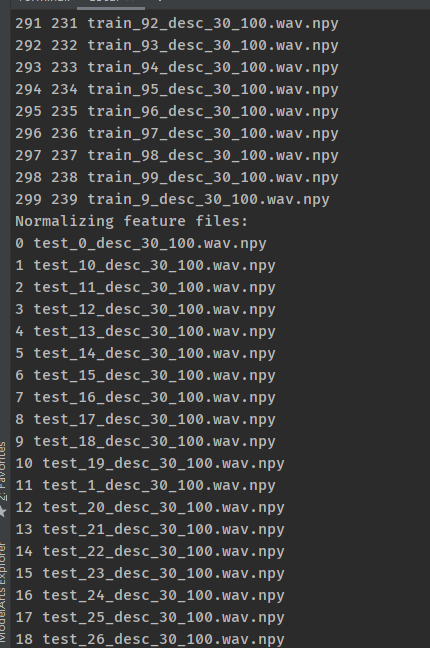 291 231 train_92_desc_30_100.wav.npy
292 232 train_93_desc_30_100.wav.npy
293 233 train_94_desc_30_100.wav.npy
294 234 train_95_desc_30_100.wav.npy
295 235 train_96_desc_30_100.wav.npy
296 236 train_97_desc_30_100.wav.npy
297 237 train_98_desc_30_100.wav.npy
298 238 train_99_desc_30_100.wav.npy
299 239 train_9_desc_30_100.wav.npy
Normalizing feature files:
0 test_0_desc_30_100.wav.npy
1 test_10_desc_30_100.wav.npy
2 test_11_desc_30_100.wav.npy
3 test_12_desc_30_100.wav.npy
4 test_13_desc_30_100.wav.npy
5 test_14_desc_30_100.wav.npy
6 test_15_desc_30_100.wav.npy
7 test_16_desc_30_100.wav.npy
8 test_17_desc_30_100.wav.npy
9 test_18_desc_30_100.wav.npy
10 test_19_desc_30_100.wav.npy
11 test_1_desc_30_100.wav.npy
12 test_20_desc_30_100.wav.npy
13 test_21_desc_30_100.wav.npy
14 test_22_desc_30_100.wav.npy
15 test_23_desc_30_100.wav.npy
16 test_24_desc_30_100.wav.npy
17 test_25_desc_30_100.wav.npy
18 test_26_desc_30_100.wav.npy
2: Favorites
ModelArts Explorer